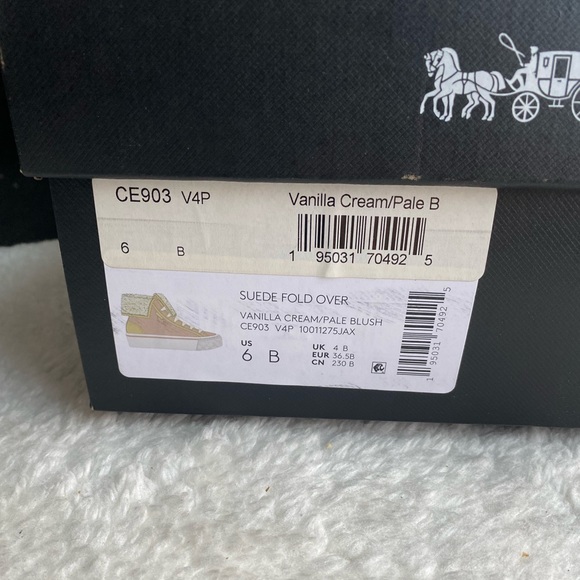 CE903 V4P Vanilla Cream/Pale B
6 B
1 95031 70492 5
SUEDE FOLD OVER
VANILLA CREAM/PALE BLUSH
CE903 V4P 10011275JAX
US 6 B
UK 4 B
EUR 36.5B
CN 230 B
1 95031 70492 5